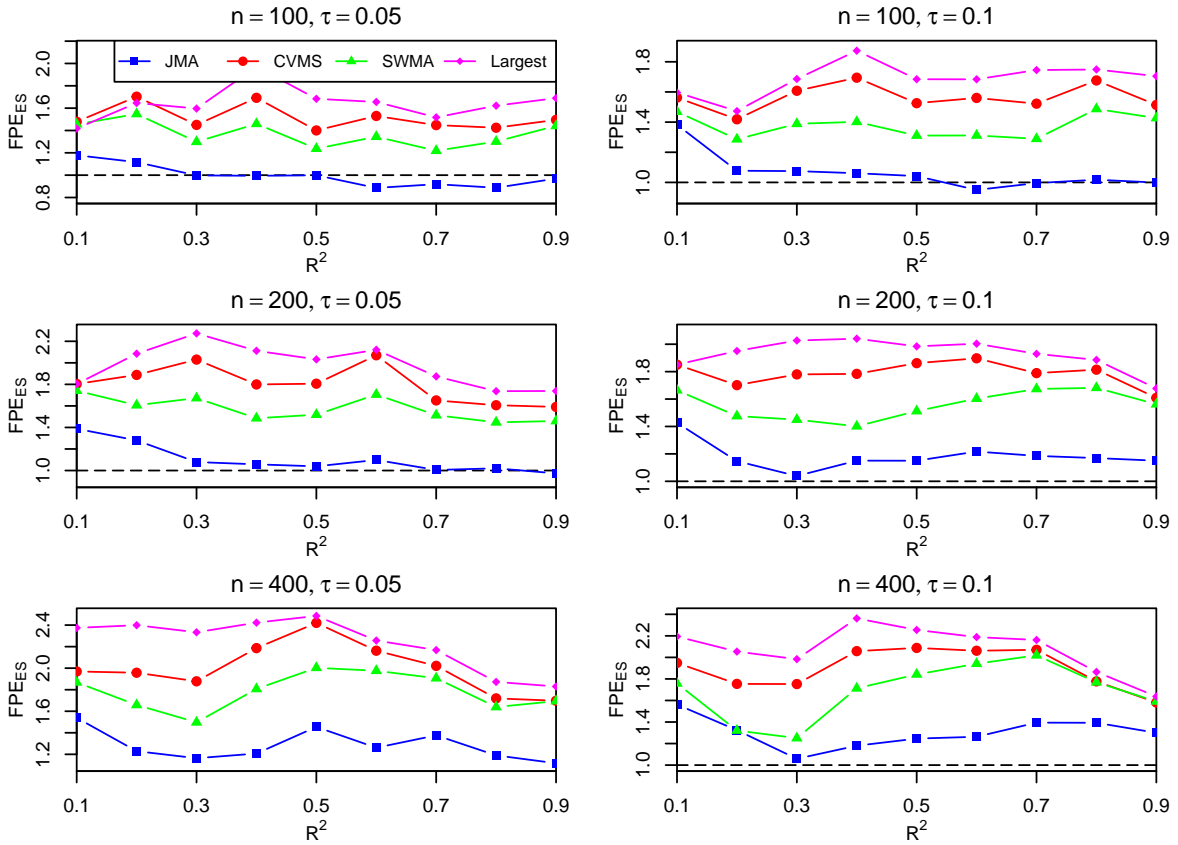 n = 100, τ = 0.05
FPE_ES
0.8 1.2 1.6 2.0
JMA CVMS SWMA Largest
0.1 0.3 0.5 0.7 0.9
R²
n = 100, τ = 0.1
FPE_ES
1.0 1.4 1.8
0.1 0.3 0.5 0.7 0.9
R²
n = 200, τ = 0.05
FPE_ES
1.0 1.4 1.8 2.2
0.1 0.3 0.5 0.7 0.9
R²
n = 200, τ = 0.1
FPE_ES
1.0 1.4 1.8
0.1 0.3 0.5 0.7 0.9
R²
n = 400, τ = 0.05
FPE_ES
1.2 1.6 2.0 2.4
0.1 0.3 0.5 0.7 0.9
R²
n = 400, τ = 0.1
FPE_ES
1.0 1.4 1.8 2.2
0.1 0.3 0.5 0.7 0.9
R²